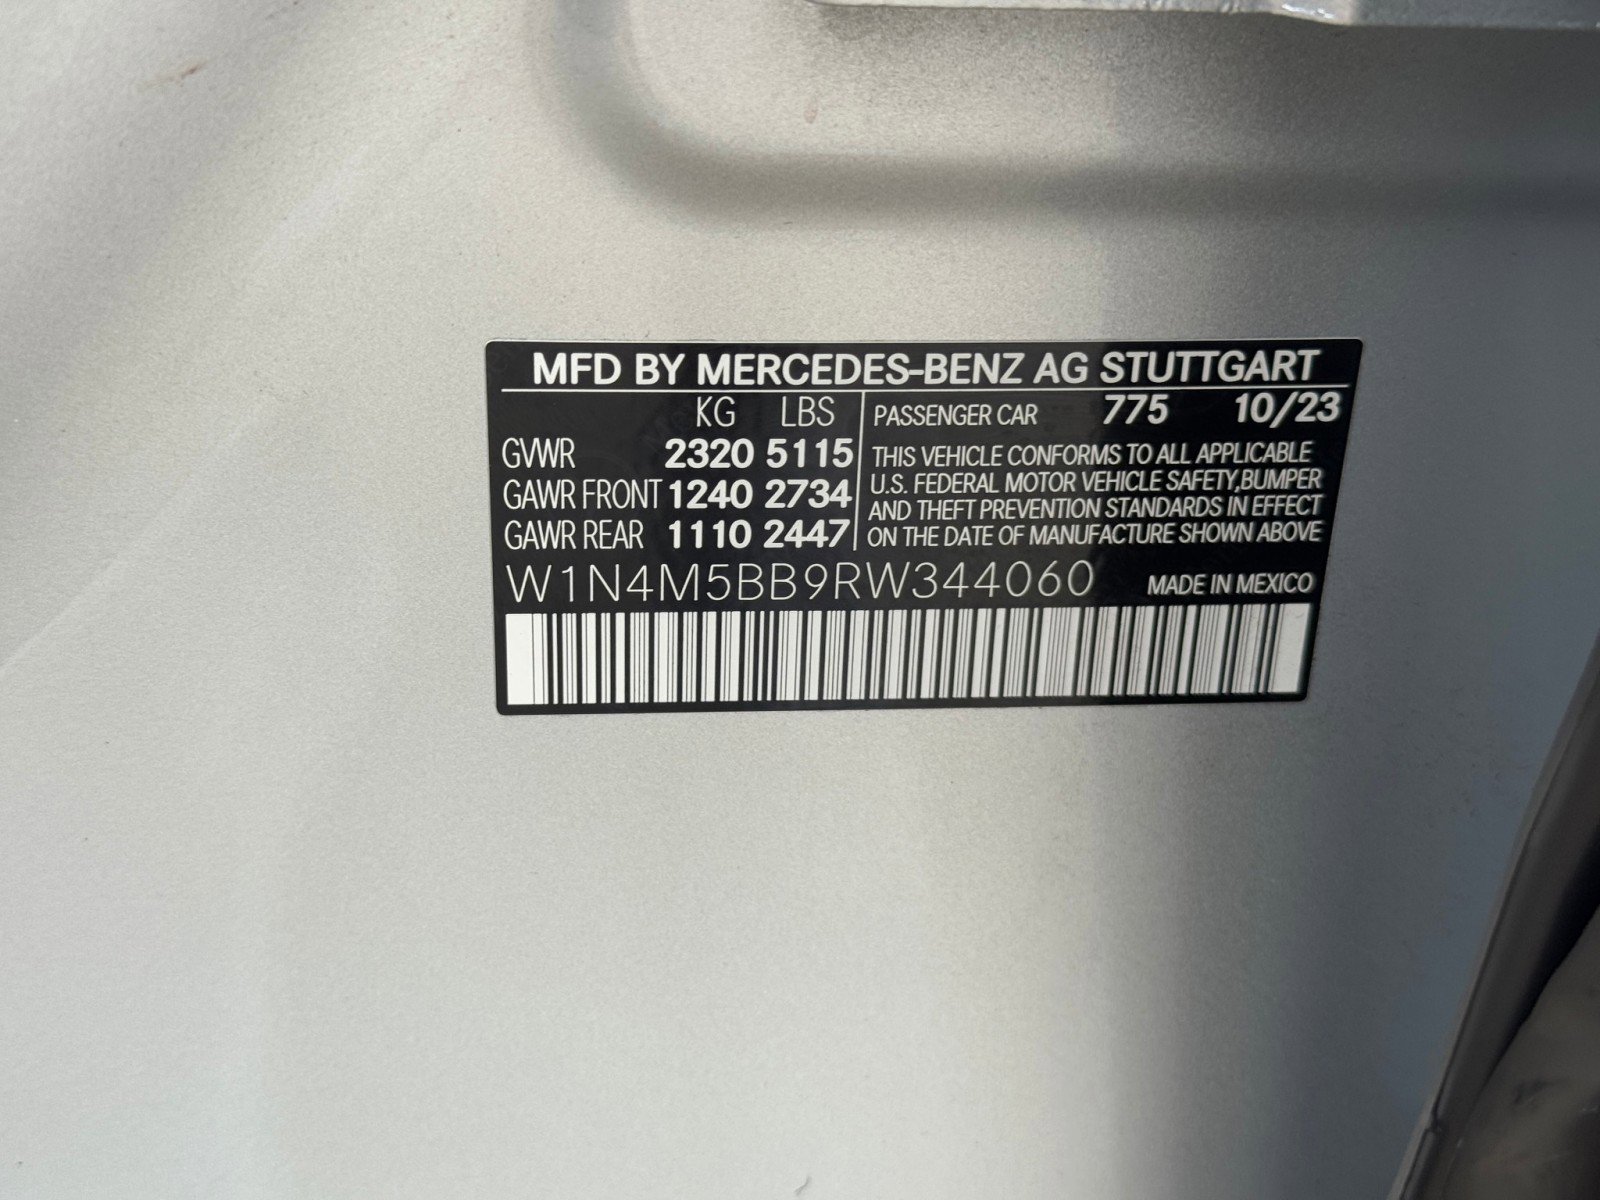 MFD BY MERCEDES-BENZ AG STUTTGART
KG LBS
GVWR 2320 5115
GAWR FRONT 1240 2734
GAWR REAR 1110 2447
PASSENGER CAR 775 10/23
THIS VEHICLE CONFORMS TO ALL APPLICABLE
U.S. FEDERAL MOTOR VEHICLE SAFETY,BUMPER
AND THEFT PREVENTION STANDARDS IN EFFECT
ON THE DATE OF MANUFACTURE SHOWN ABOVE
W1N4M5BB9RW344060 MADE IN MEXICO